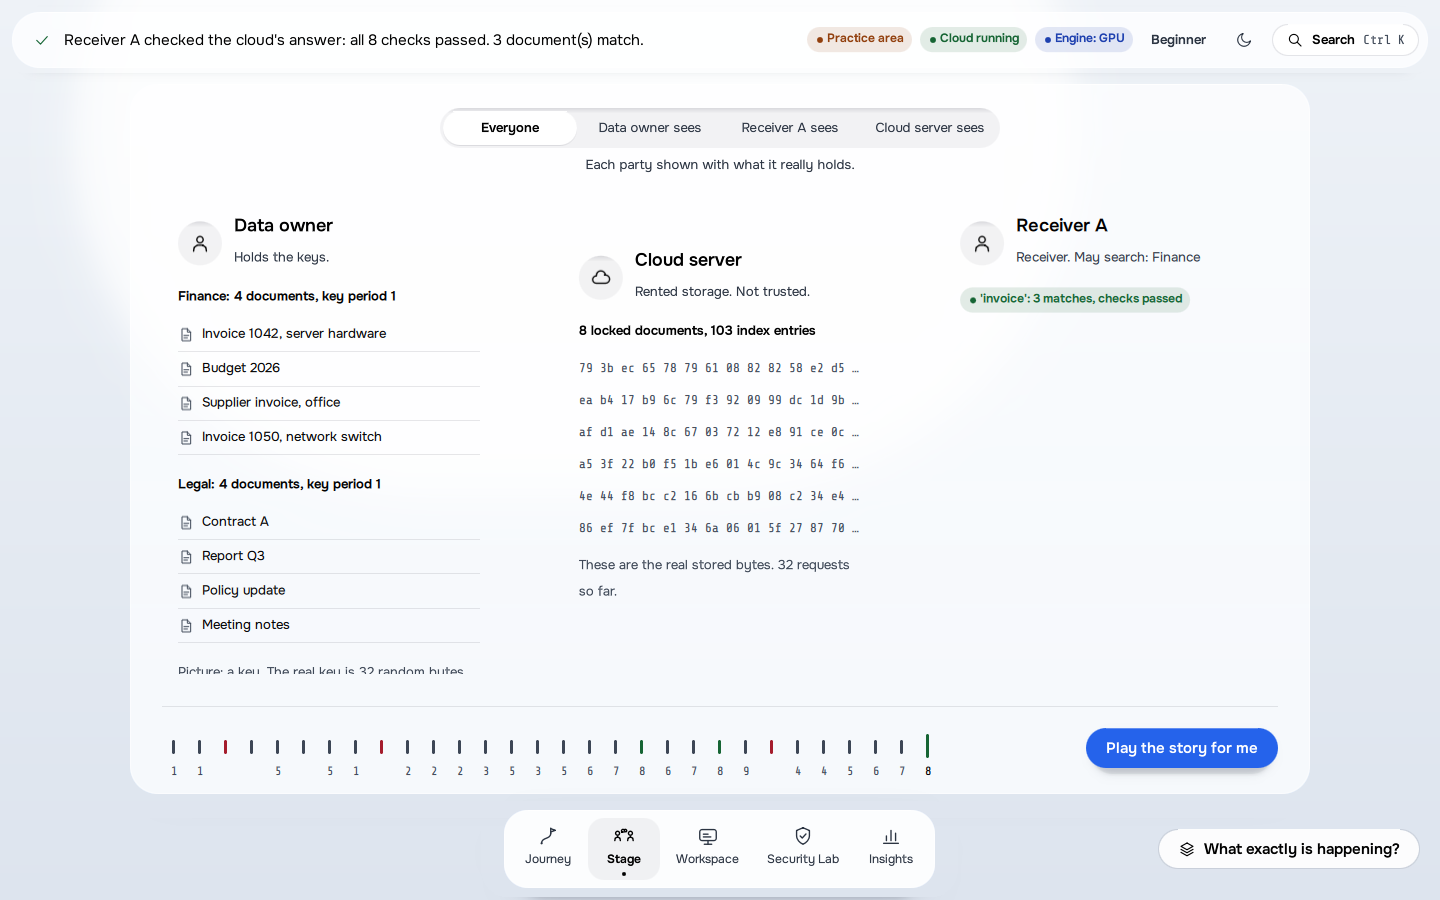 Receiver A checked the cloud's answer: all 8 checks passed. 3 document(s) match.
Practice area
Cloud running
Engine: GPU
Beginner
Search Ctrl K
Everyone
Data owner sees
Receiver A sees
Cloud server sees
Each party shown with what it really holds.
Data owner
Holds the keys.
Finance: 4 documents, key period 1
Invoice 1042, server hardware
Budget 2026
Supplier invoice, office
Invoice 1050, network switch
Legal: 4 documents, key period 1
Contract A
Report Q3
Policy update
Meeting notes
Picture: a key. The real key is 32 random bytes
Cloud server
Rented storage. Not trusted.
8 locked documents, 103 index entries
79 3b ec 65 78 79 61 08 82 82 58 e2 d5 …
ea b4 17 b9 6c 79 f3 92 09 99 dc 1d 9b …
af d1 ae 14 8c 67 03 72 12 e8 91 ce 0c …
a5 3f 22 b0 f5 1b e6 01 4c 9c 34 64 f6 …
4e 44 f8 bc c2 16 6b cb b9 08 c2 34 e4 …
86 ef 7f bc e1 34 6a 06 01 5f 27 87 70 …
These are the real stored bytes. 32 requests
so far.
Receiver A
Receiver. May search: Finance
'invoice': 3 matches, checks passed
1 1 5 5 1 2 2 2 3 5 3 5 6 7 8 6 7 8 9 4 4 5 6 7 8
Play the story for me
Journey
Stage
Workspace
Security Lab
Insights
What exactly is happening?